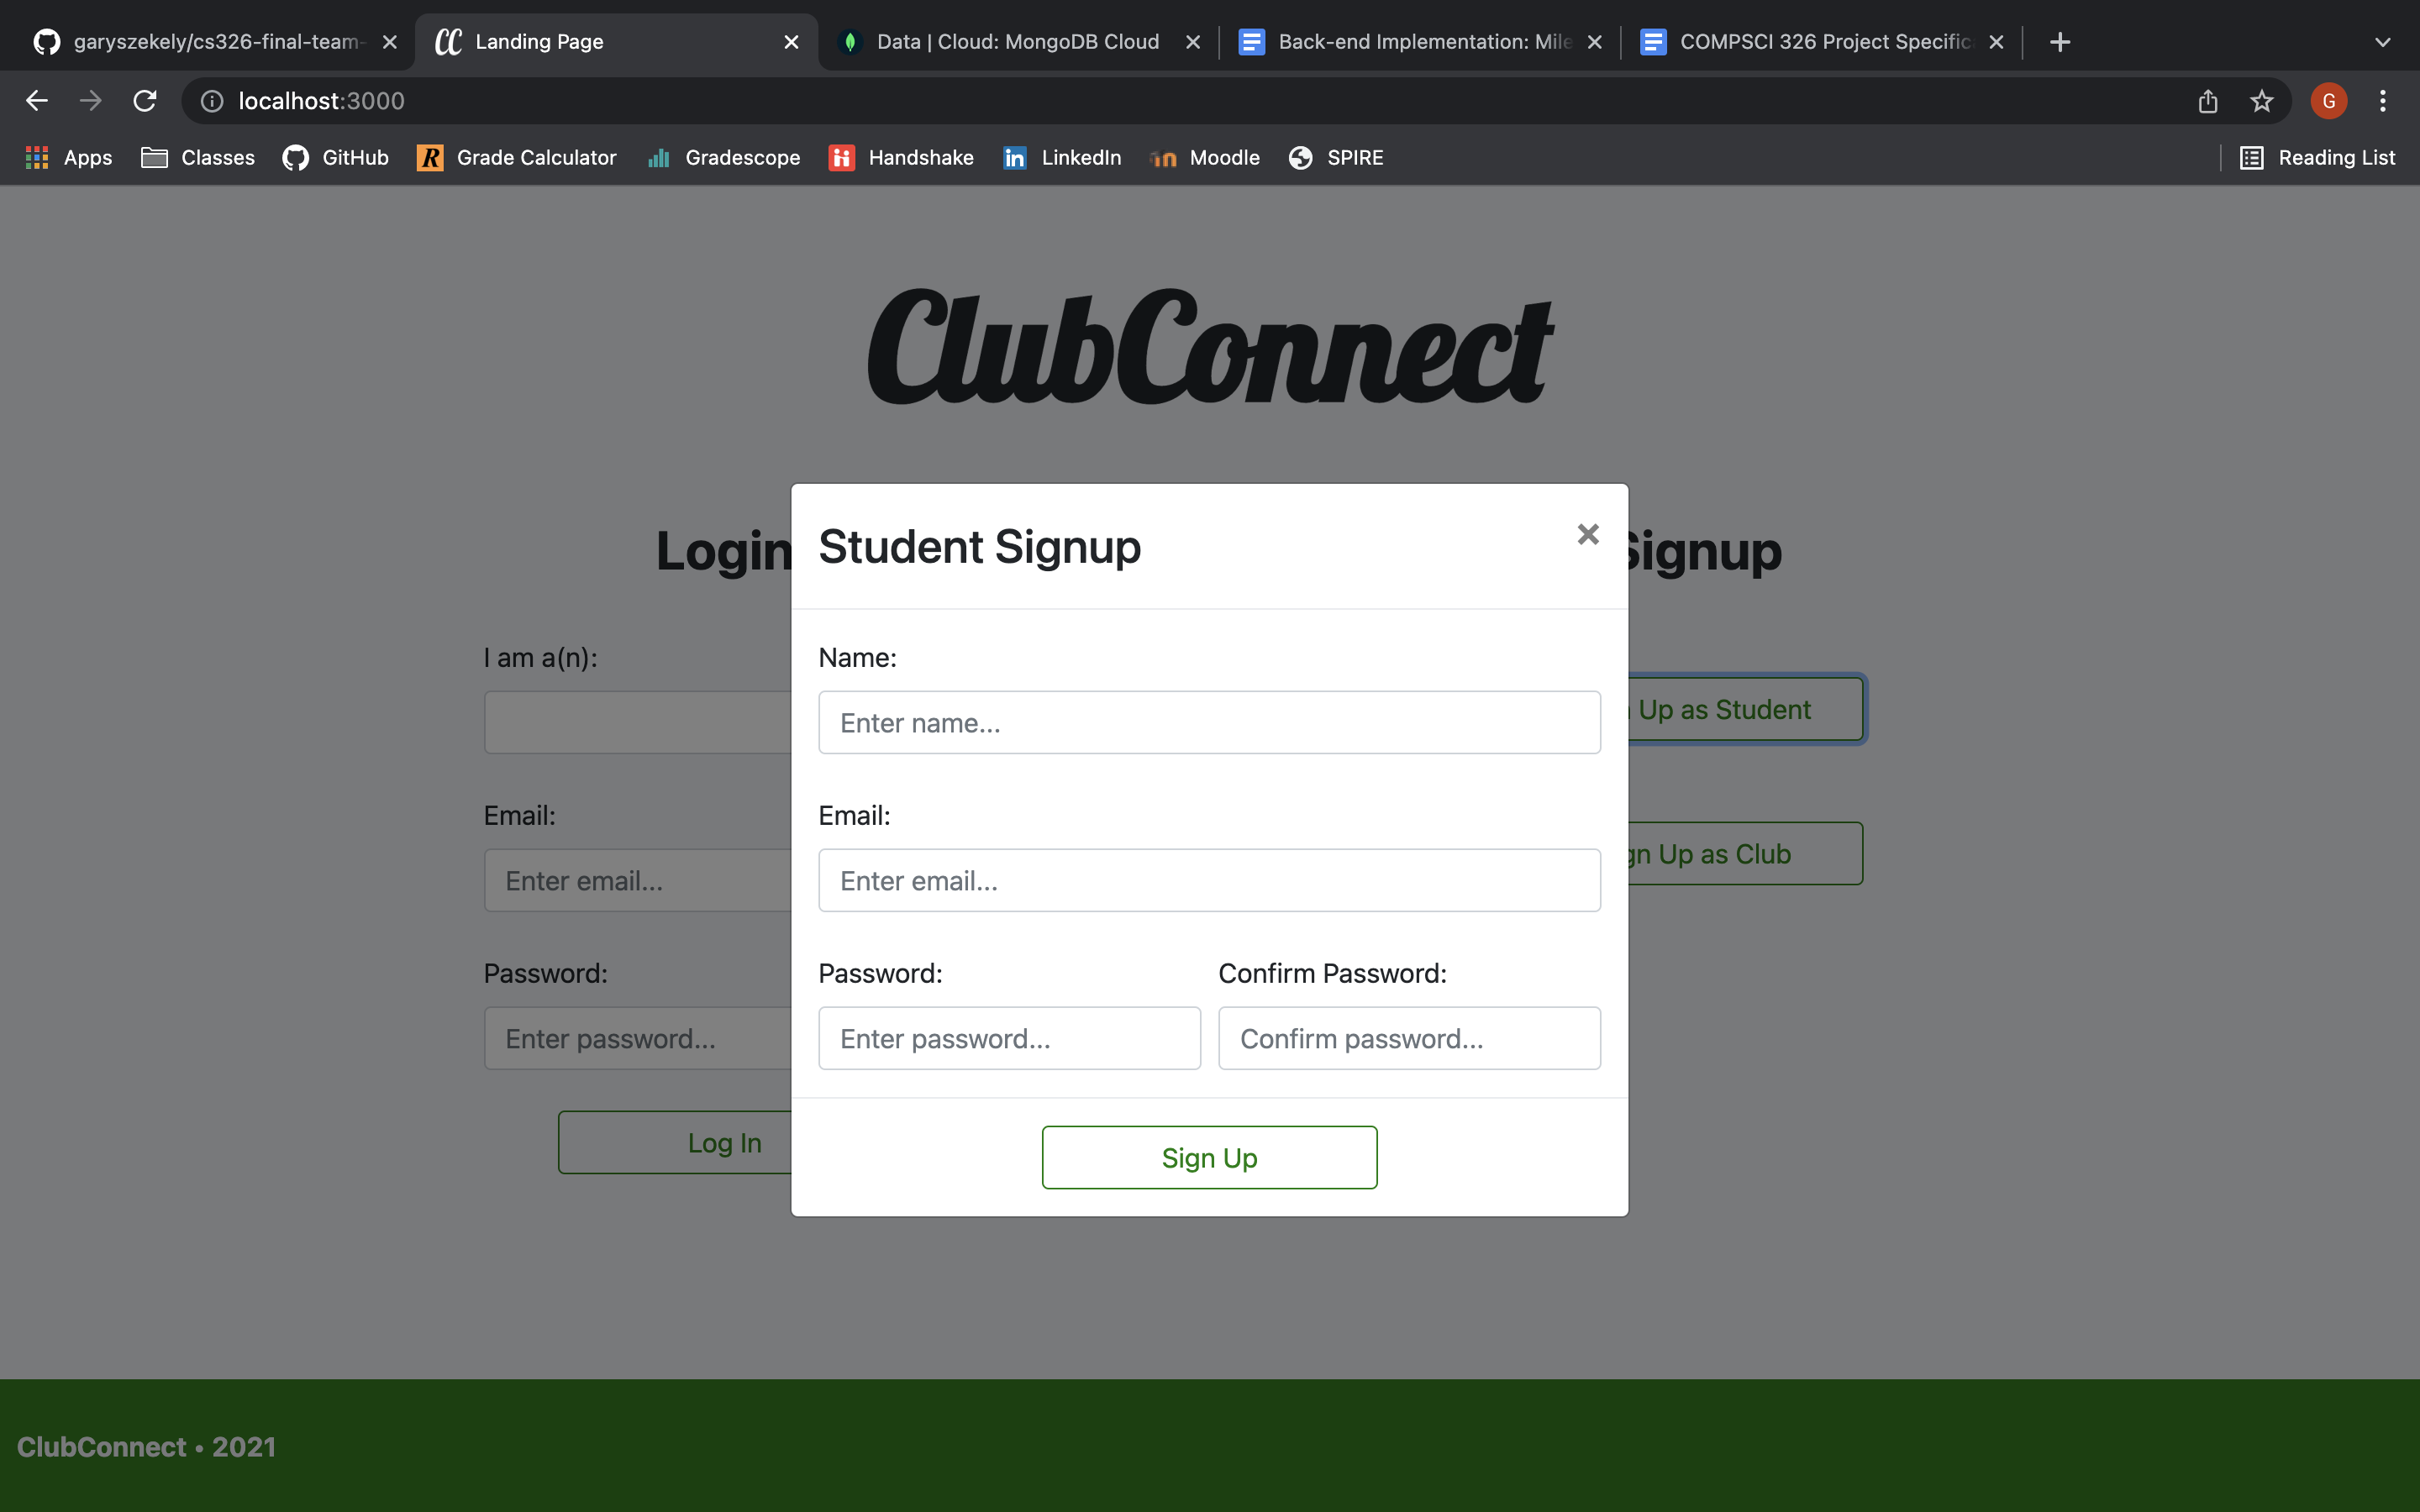 garyszekely/cs326-final-team-
CC Landing Page
Data | Cloud: MongoDB Cloud
Back-end Implementation: Mile
COMPSCI 326 Project Specific
localhost:3000
G
Apps
Classes
GitHub
R Grade Calculator
Gradescope
Handshake
in LinkedIn
Moodle
SPIRE
Reading List
ClubConnect
Login
Signup
Student Signup
I am a(n):
Name:
Enter name...
Up as Student
Email:
Enter email...
Email:
Enter email...
gn Up as Club
Password:
Enter password...
Password:
Enter password...
Confirm Password:
Confirm password...
Log In
Sign Up
ClubConnect • 2021